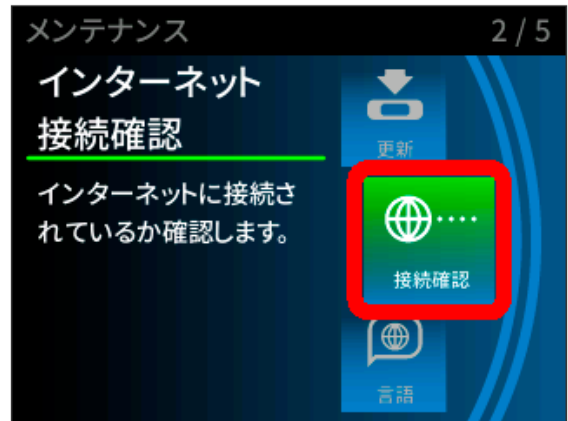 メンテナンス 2 / 5
インターネット
接続確認
インターネットに接続さ
れているか確認します。
更新
接続確認
言語